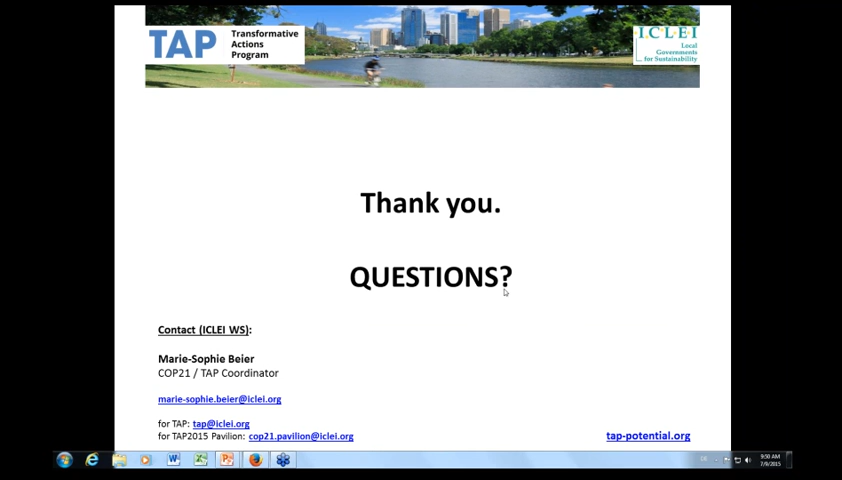 TAP
Transformative
Actions
Program
I.C.L.E.I
Local
Governments
for Sustainability
Thank you.
QUESTIONS?
Contact (ICLEI WS):
Marie-Sophie Beier
COP21 / TAP Coordinator
marie-sophie.beier@iclei.org
for TAP: tap@iclei.org
for TAP2015 Pavilion: cop21.pavilion@iclei.org
tap-potential.org
9:50 AM
7/9/2015